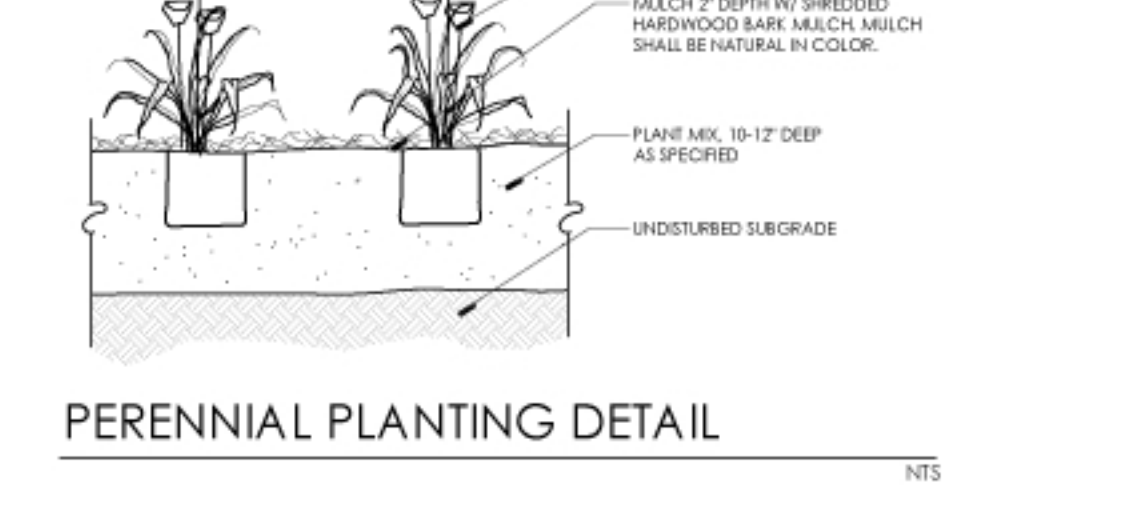 MULCH 2" DEPTH W/ SHREDDED
HARDWOOD BARK MULCH. MULCH
SHALL BE NATURAL IN COLOR.
PLANT MIX, 10-12" DEEP
AS SPECIFIED
UNDISTURBED SUBGRADE
PERENNIAL PLANTING DETAIL
NTS